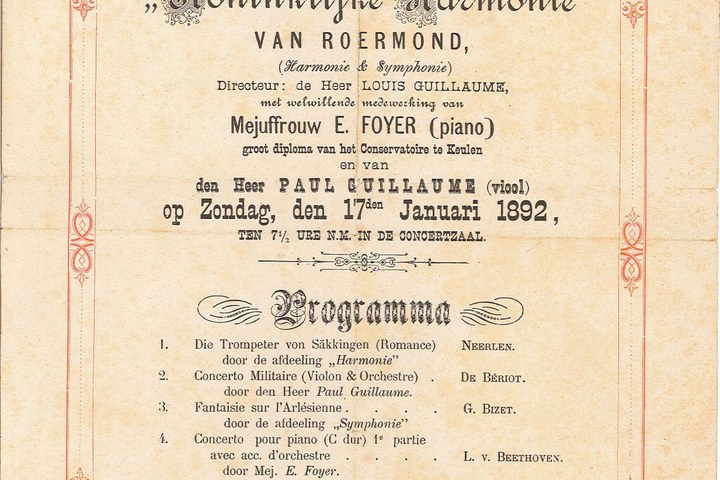 „Koninklijke Harmonie
VAN ROERMOND,
(Harmonie & Symphonie)
Directeur: de Heer LOUIS GUILLAUME,
met welwillende medewerking van
Mejuffrouw E. FOYER (piano)
groot diploma van het Conservatoire te Keulen
en van
den Heer PAUL GUILLAUME (viool)
op Zondag, den 17den Januari 1892,
TEN 7½ URE N.M. IN DE CONCERTZAAL.
Programma
1. Die Trompeter von Säkkingen (Romance) NEERLEN.
door de afdeeling „Harmonie”
2. Concerto Militaire (Violon & Orchestre) . DE BÉRIOT.
door den Heer Paul Guillaume.
3. Fantaisie sur l'Arlésienne . . . . G. BIZET.
door de afdeeling „Symphonie”
4. Concerto pour piano (C dur) 1e partie
avec acc. d'orchestre . . . . L. v. BEETHOVEN.
door Mej. E. Foyer.